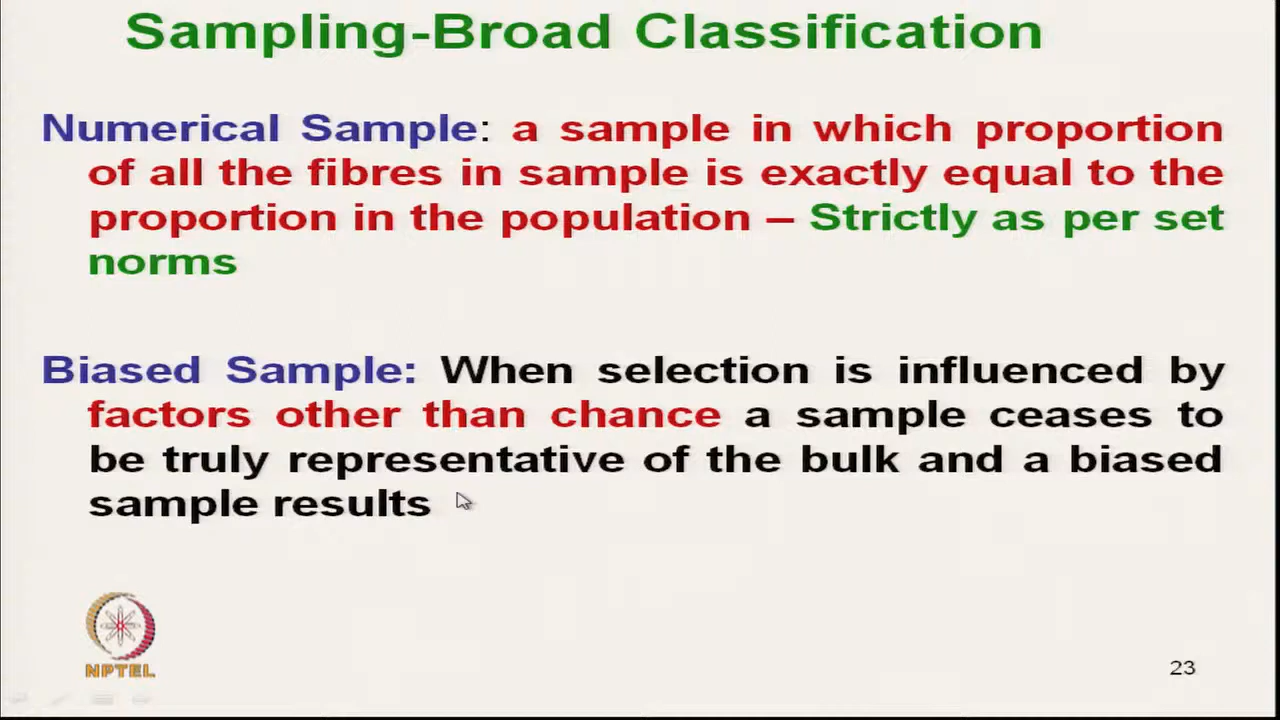 Sampling-Broad Classification
Numerical Sample: a sample in which proportion
of all the fibres in sample is exactly equal to the
proportion in the population – Strictly as per set
norms
Biased Sample: When selection is influenced by
factors other than chance a sample ceases to
be truly representative of the bulk and a biased
sample results
NPTEL
23